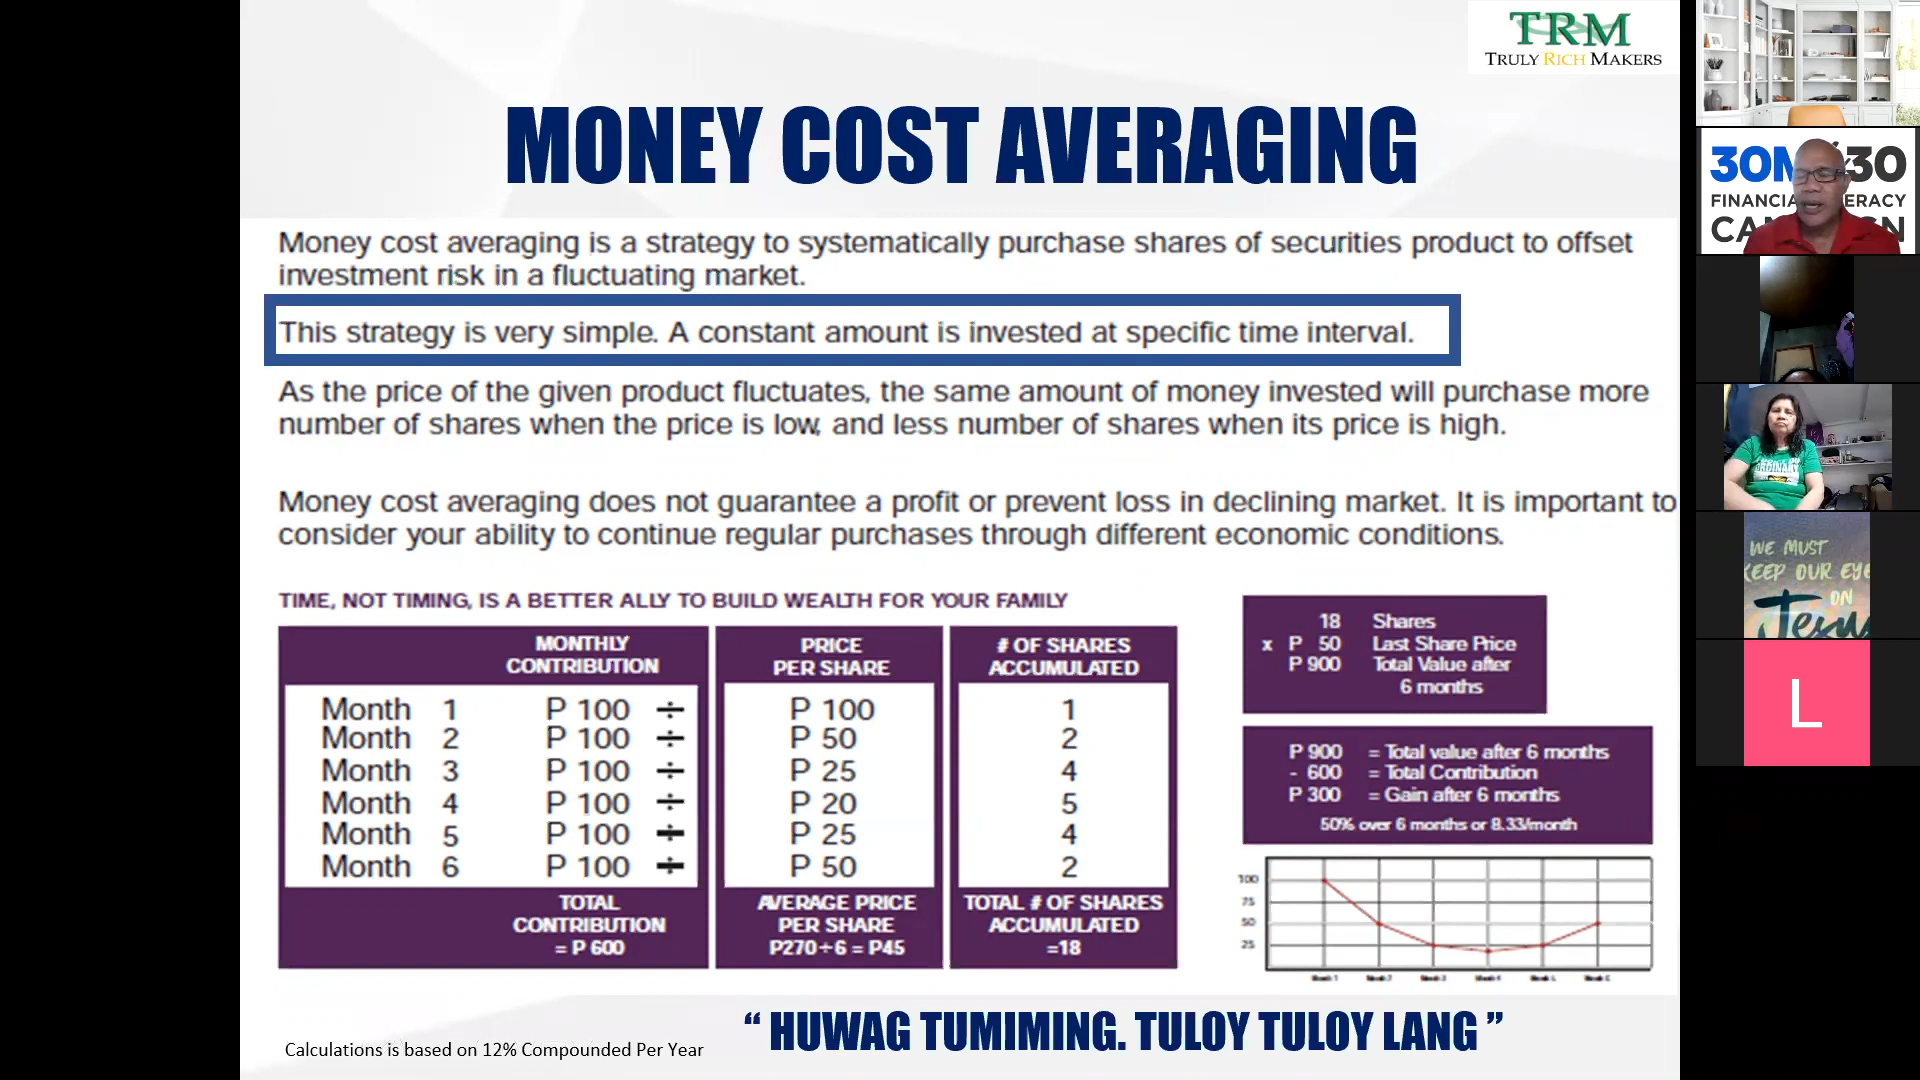 TRM
TRULY RICH MAKERS
MONEY COST AVERAGING
Money cost averaging is a strategy to systematically purchase shares of securities product to offset
investment risk in a fluctuating market.
This strategy is very simple. A constant amount is invested at specific time interval.
As the price of the given product fluctuates, the same amount of money invested will purchase more
number of shares when the price is low, and less number of shares when its price is high.
Money cost averaging does not guarantee a profit or prevent loss in declining market. It is important to
consider your ability to continue regular purchases through different economic conditions.
TIME, NOT TIMING, IS A BETTER ALLY TO BUILD WEALTH FOR YOUR FAMILY
MONTHLY CONTRIBUTION
PRICE PER SHARE
# OF SHARES ACCUMULATED
Month 1 P 100 ÷ P 100 1
Month 2 P 100 ÷ P 50 2
Month 3 P 100 ÷ P 25 4
Month 4 P 100 ÷ P 20 5
Month 5 P 100 ÷ P 25 4
Month 6 P 100 ÷ P 50 2
TOTAL CONTRIBUTION = P 600
AVERAGE PRICE PER SHARE P270÷6 = P45
TOTAL # OF SHARES ACCUMULATED =18
18 Shares
x P 50 Last Share Price
P 900 Total Value after
6 months
P 900 = Total value after 6 months
- 600 = Total Contribution
P 300 = Gain after 6 months
50% over 6 months or 8.33/month
100
75
50
25
Calculations is based on 12% Compounded Per Year
“ HUWAG TUMIMING. TULOY TULOY LANG ”
30M 30
FINANCIA ERACY
CA GN
WE MUST
KEEP OUR EYE
ON
Jesu
L